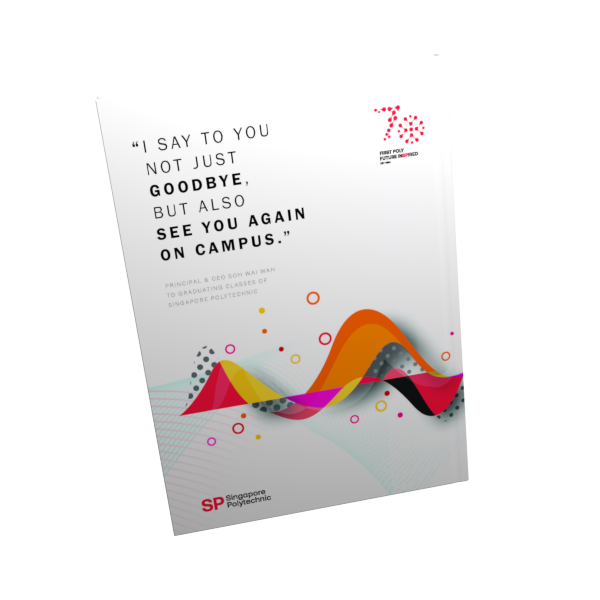 “I SAY TO YOU
NOT JUST
GOODBYE,
BUT ALSO
SEE YOU AGAIN
ON CAMPUS.”
PRINCIPAL & CEO SOH WAI WAH
TO GRADUATING CLASSES OF
SINGAPORE POLYTECHNIC
70
FIRST POLY
FUTURE INSPIRED
SP Singapore
Polytechnic